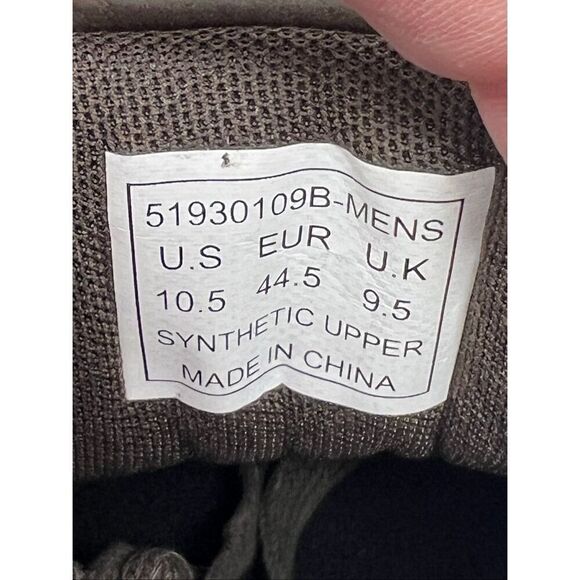 51930109B-MENS
U.S EUR U.K
10.5 44.5 9.5
SYNTHETIC UPPER
MADE IN CHINA